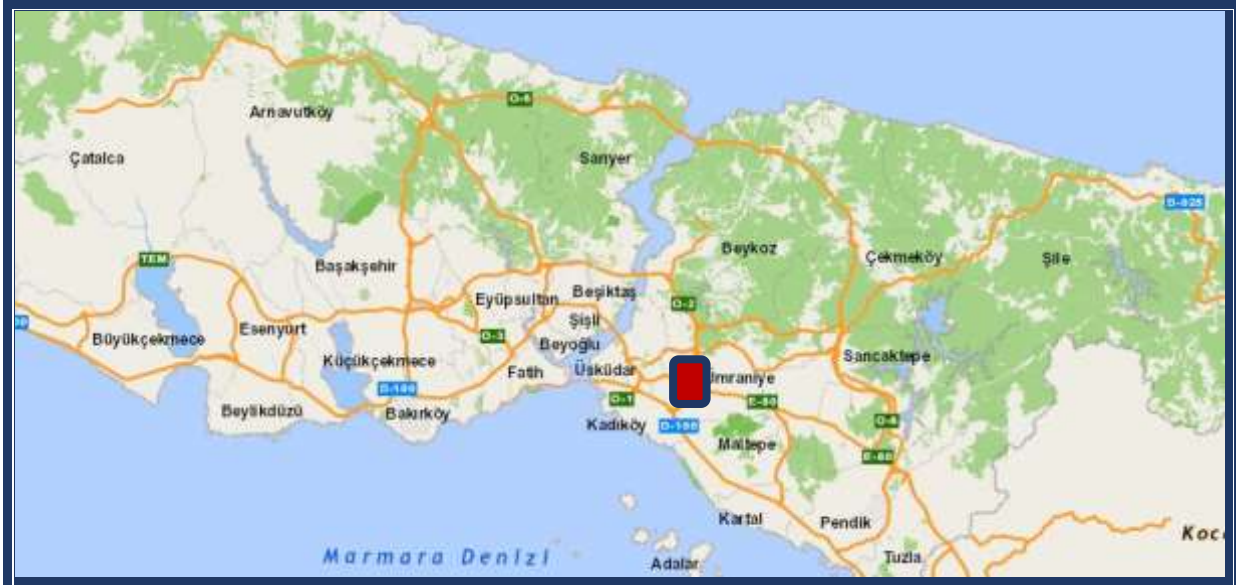 O-6
Arnavutköy
Çatalca
Sarıyer
D-025
Beykoz
Çekmeköy
Şile
TEM
Başakşehir
Eyüpsultan
Beşiktaş
O-2
Şişli
Büyükçekmece
Esenyurt
O-3
Beyoğlu
Küçükçekmece
Fatih
Üsküdar
Sancaktepe
Ümraniye
D-100
O-1
E-80
Beylikdüzü
Bakırköy
Kadıköy
D-100
O-4
Maltepe
E-80
Kartal
Pendik
Koc
Marmara Denizi
Adalar
Tuzla